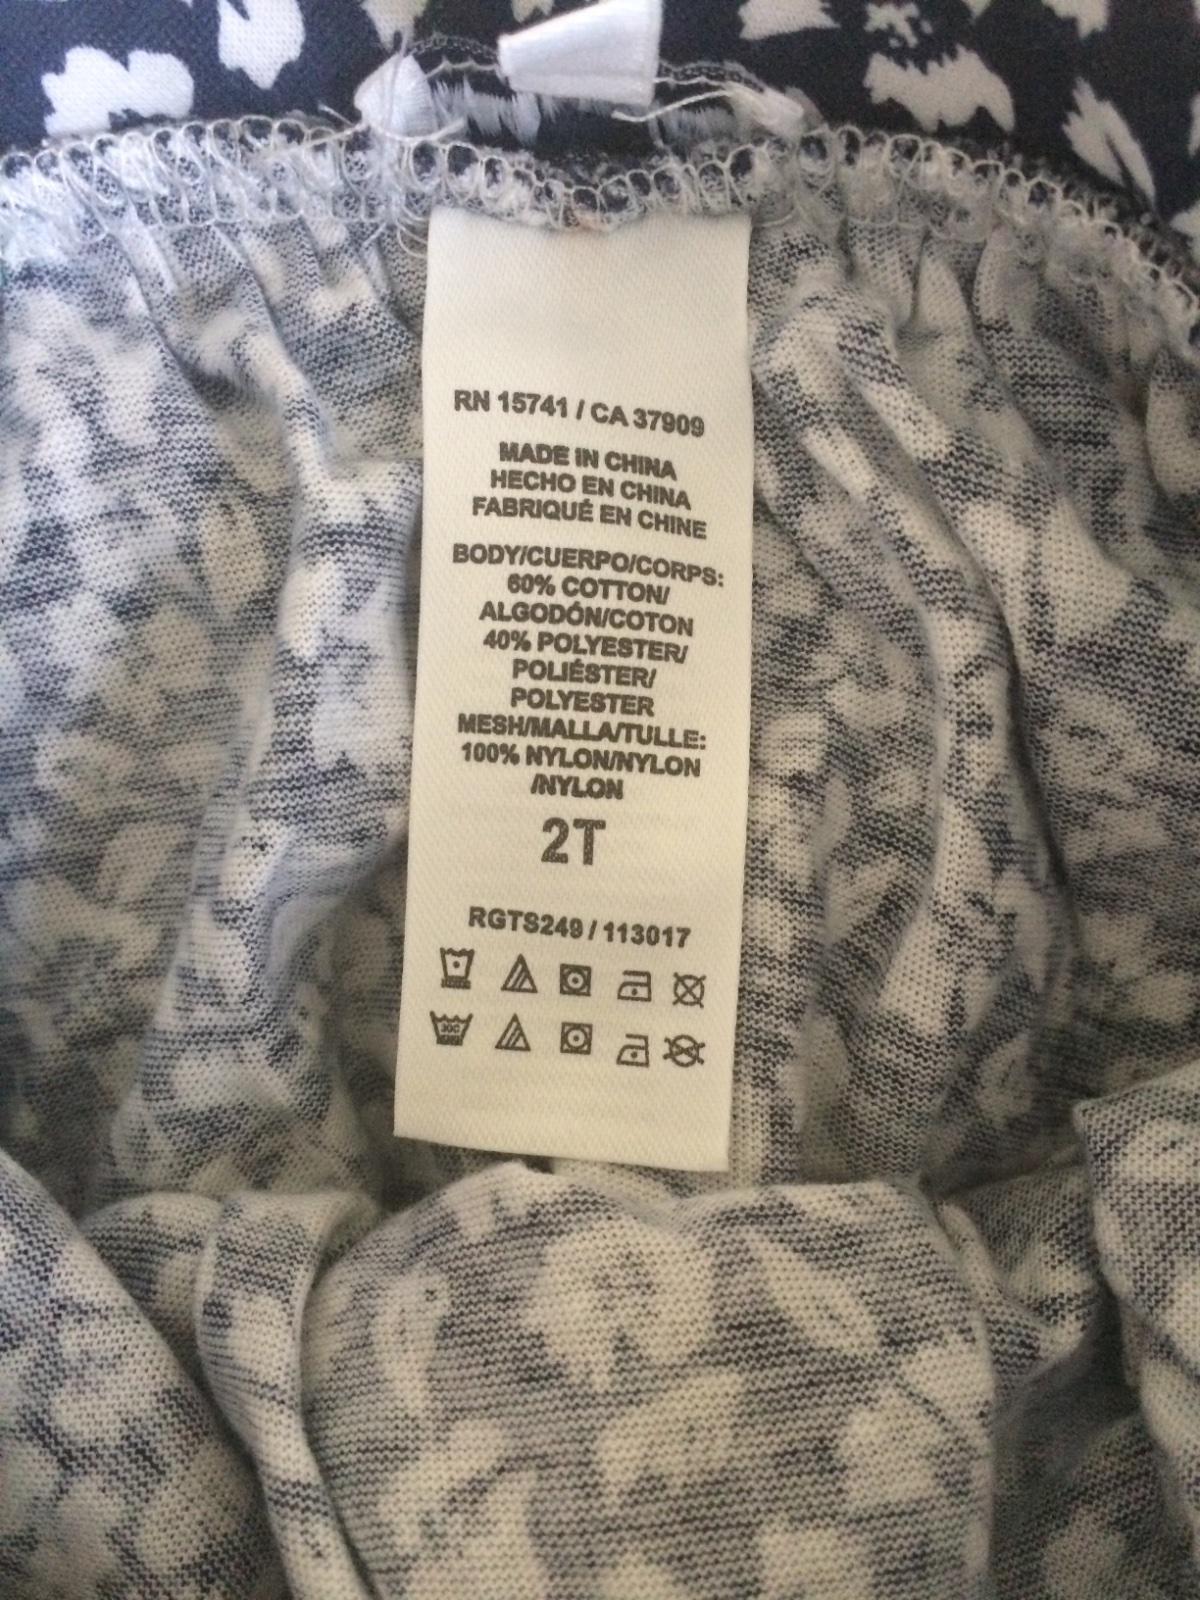 RN 15741 / CA 37909
MADE IN CHINA
HECHO EN CHINA
FABRIQUÉ EN CHINE
BODY/CUERPO/CORPS:
60% COTTON/
ALGODÓN/COTON
40% POLYESTER/
POLIÉSTER/
POLYESTER
MESH/MALLA/TULLE:
100% NYLON/NYLON
/NYLON
2T
RGTS249 / 113017
30C